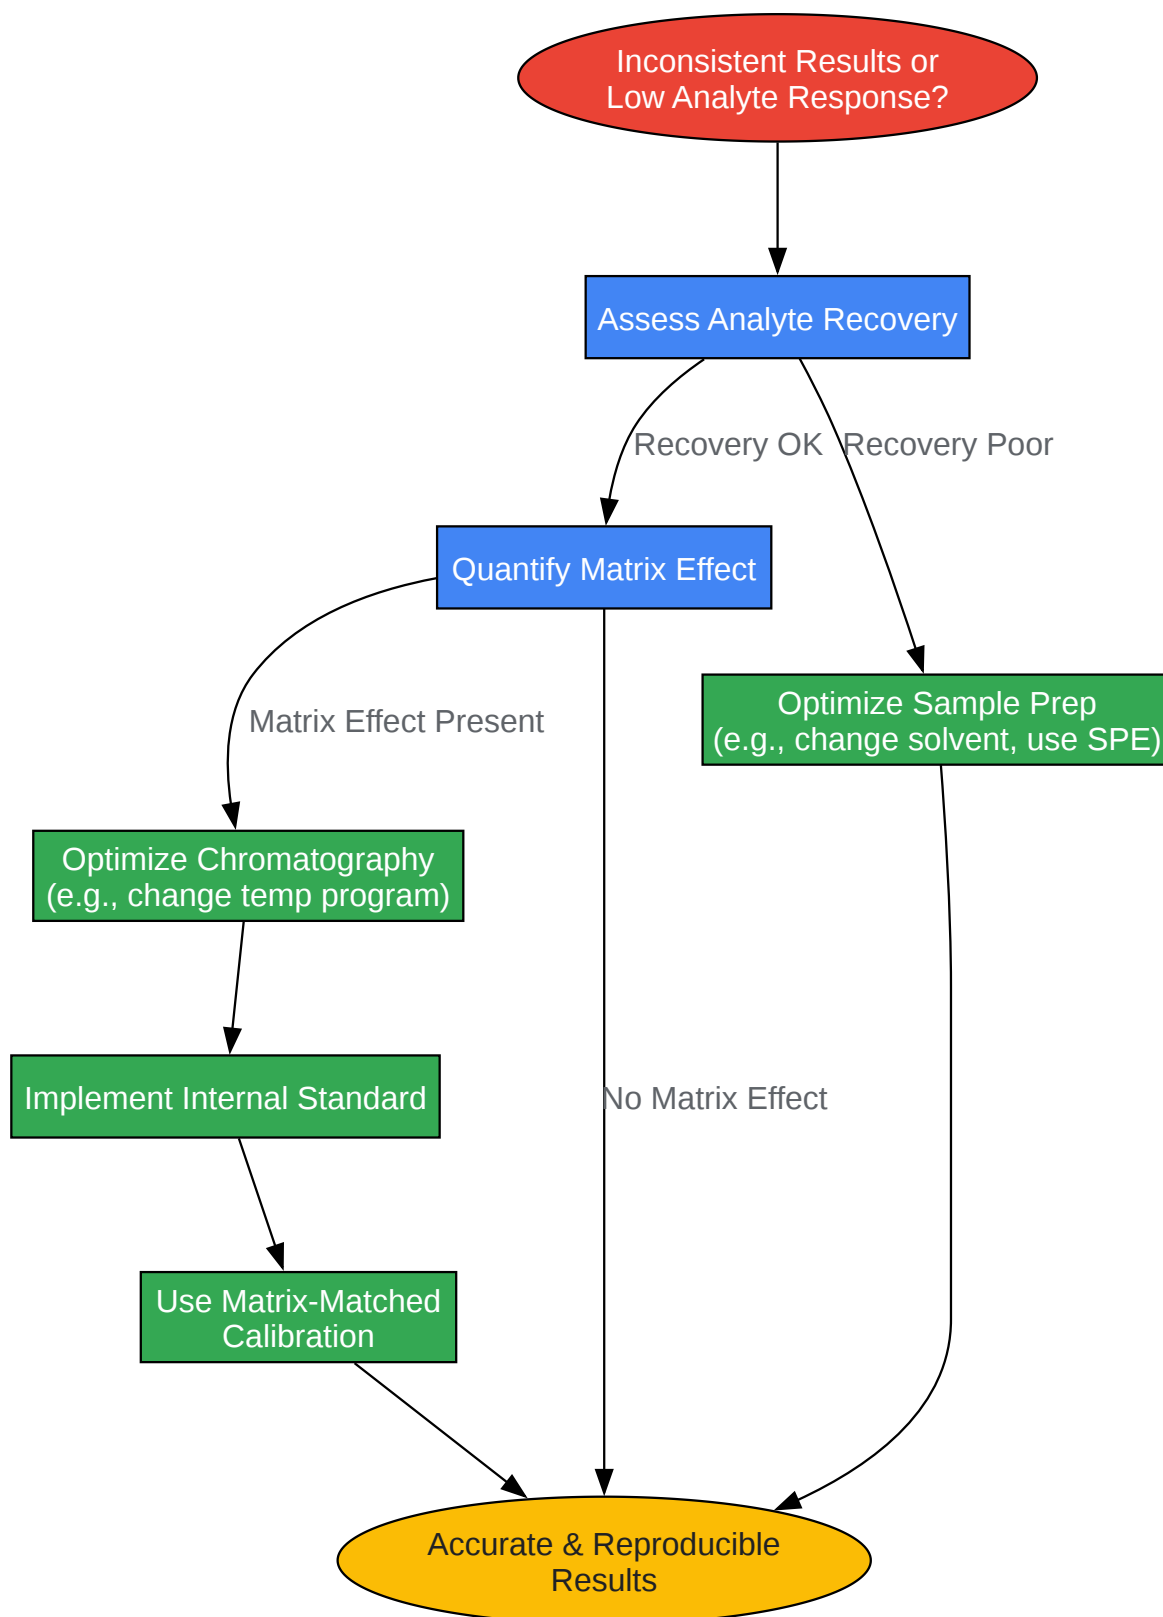 Inconsistent Results or
Low Analyte Response?
Assess Analyte Recovery
Recovery OK
Recovery Poor
Quantify Matrix Effect
Optimize Sample Prep
(e.g., change solvent, use SPE)
Matrix Effect Present
Optimize Chromatography
(e.g., change temp program)
Implement Internal Standard
No Matrix Effect
Use Matrix-Matched
Calibration
Accurate & Reproducible
Results